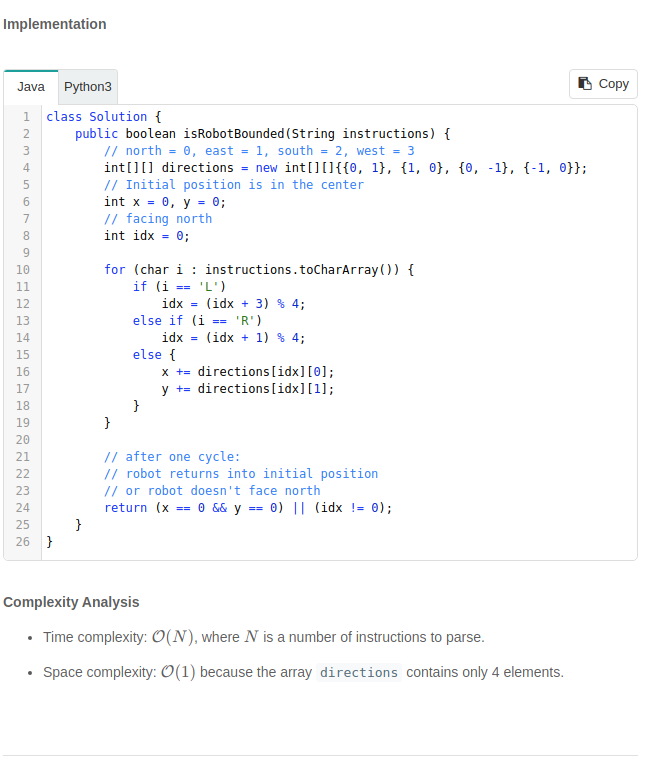 Implementation
Java Python3 Copy
1 class Solution {
2     public boolean isRobotBounded(String instructions) {
3         // north = 0, east = 1, south = 2, west = 3
4         int[][] directions = new int[][]{{0, 1}, {1, 0}, {0, -1}, {-1, 0}};
5         // Initial position is in the center
6         int x = 0, y = 0;
7         // facing north
8         int idx = 0;
9
10         for (char i : instructions.toCharArray()) {
11             if (i == 'L')
12                 idx = (idx + 3) % 4;
13             else if (i == 'R')
14                 idx = (idx + 1) % 4;
15             else {
16                 x += directions[idx][0];
17                 y += directions[idx][1];
18             }
19         }
20
21         // after one cycle:
22         // robot returns into initial position
23         // or robot doesn't face north
24         return (x == 0 && y == 0) || (idx != 0);
25     }
26 }
Complexity Analysis
• Time complexity: O(N), where N is a number of instructions to parse.
• Space complexity: O(1) because the array directions contains only 4 elements.